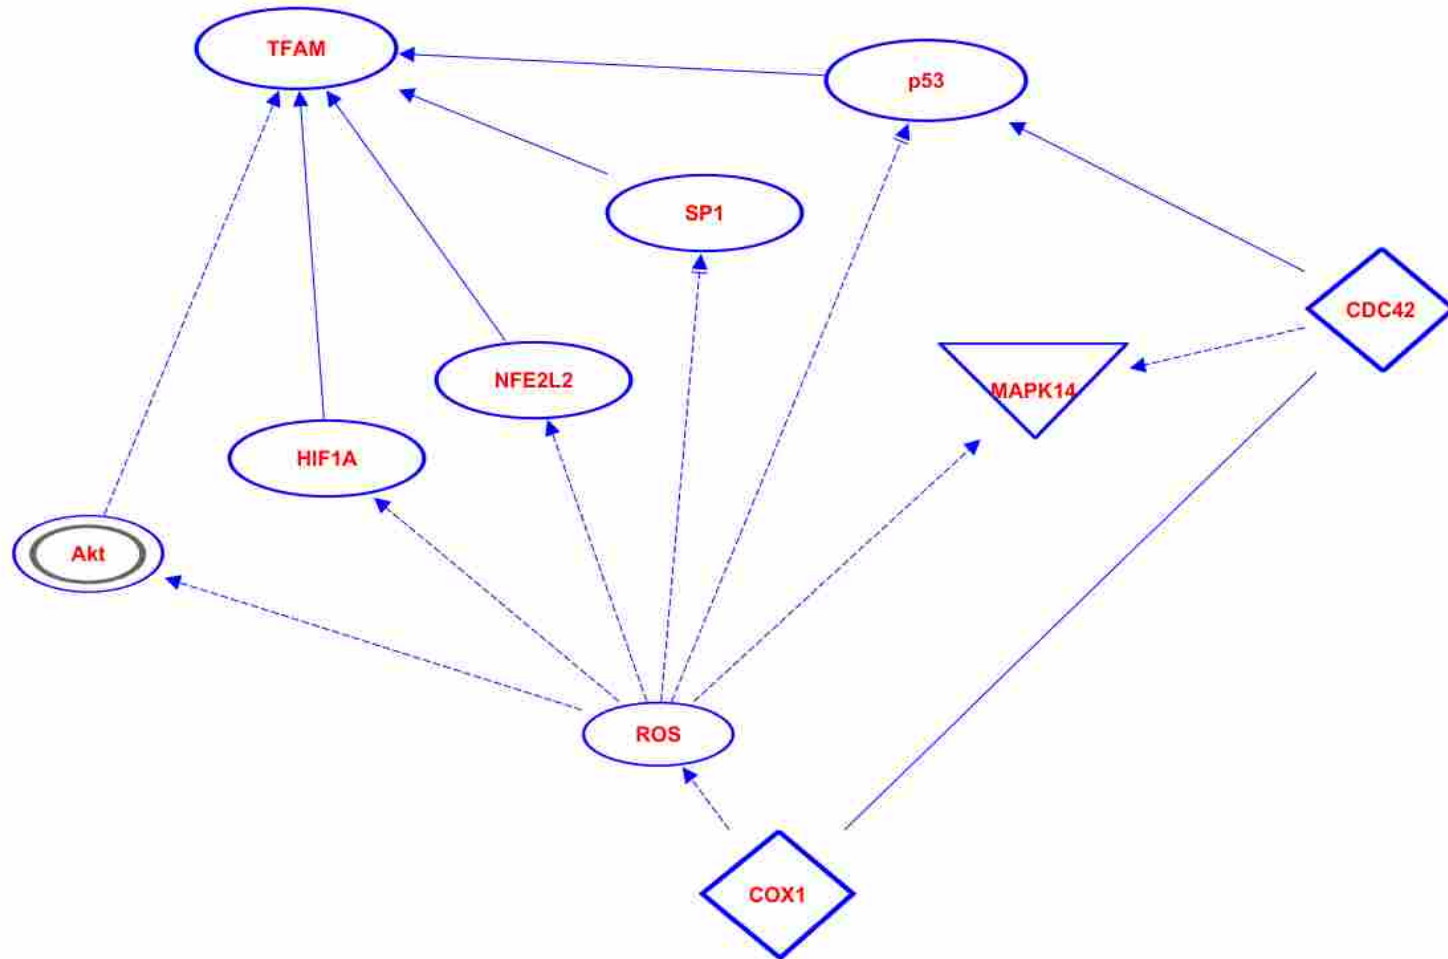 TFAM
p53
SP1
CDC42
NFE2L2
MAPK14
HIF1A
Akt
ROS
COX1